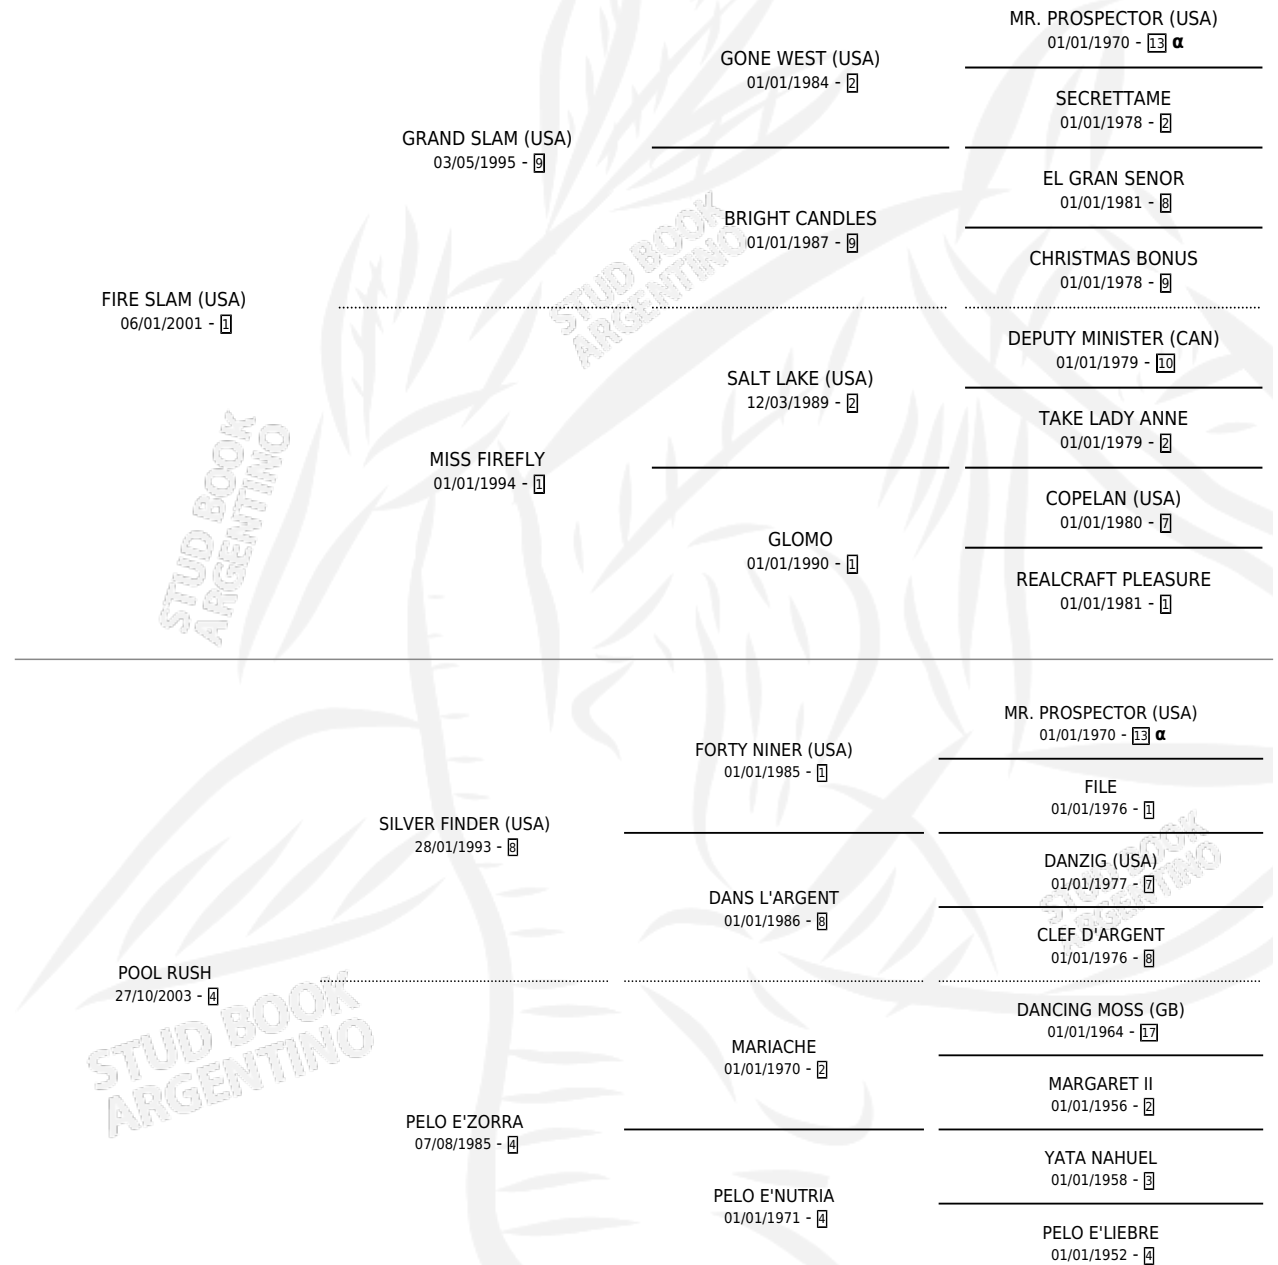 MR. PROSPECTOR (USA)
01/01/1970 - 13 α
GONE WEST (USA)
01/01/1984 - 2
SECRETTAME
01/01/1978 - 2
GRAND SLAM (USA)
03/05/1995 - 9
EL GRAN SENOR
01/01/1981 - 8
BRIGHT CANDLES
01/01/1987 - 9
CHRISTMAS BONUS
01/01/1978 - 9
FIRE SLAM (USA)
06/01/2001 - 1
DEPUTY MINISTER (CAN)
01/01/1979 - 10
SALT LAKE (USA)
12/03/1989 - 2
TAKE LADY ANNE
01/01/1979 - 2
MISS FIREFLY
01/01/1994 - 1
COPELAN (USA)
01/01/1980 - 7
GLOMO
01/01/1990 - 1
REALCRAFT PLEASURE
01/01/1981 - 1
MR. PROSPECTOR (USA)
01/01/1970 - 13 α
FORTY NINER (USA)
01/01/1985 - 1
FILE
01/01/1976 - 1
SILVER FINDER (USA)
28/01/1993 - 8
DANZIG (USA)
01/01/1977 - 7
DANS L'ARGENT
01/01/1986 - 8
CLEF D'ARGENT
01/01/1976 - 8
POOL RUSH
27/10/2003 - 4
DANCING MOSS (GB)
01/01/1964 - 17
MARIACHE
01/01/1970 - 2
MARGARET II
01/01/1956 - 2
PELO E'ZORRA
07/08/1985 - 4
YATA NAHUEL
01/01/1958 - 3
PELO E'NUTRIA
01/01/1971 - 4
PELO E'LIEBRE
01/01/1952 - 4
STUD BOOK
ARGENTINO
STUD BOOK
ARGENTINO
STUD BOOK
ARGENTINO
STUD BOOK
ARGENTINO